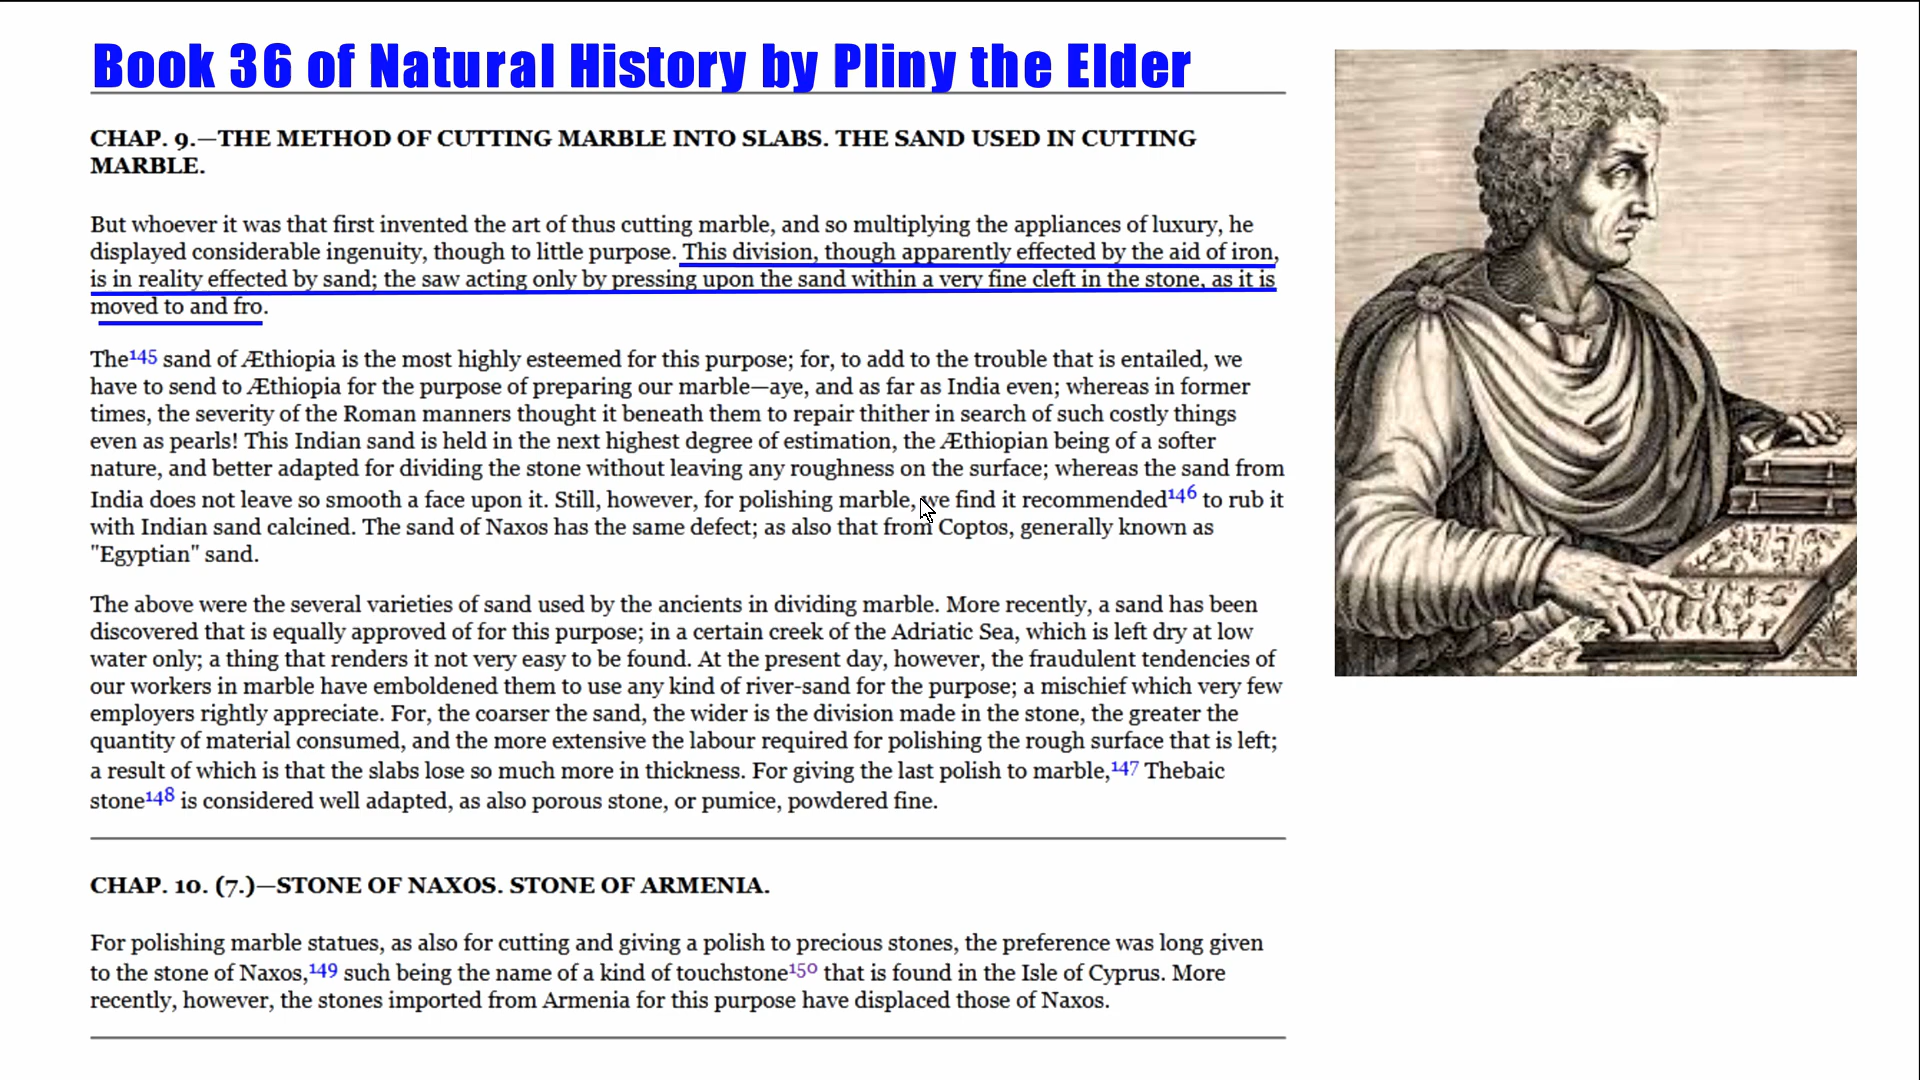 Book 36 of Natural History by Pliny the Elder
CHAP. 9.—THE METHOD OF CUTTING MARBLE INTO SLABS. THE SAND USED IN CUTTING
MARBLE.
But whoever it was that first invented the art of thus cutting marble, and so multiplying the appliances of luxury, he
displayed considerable ingenuity, though to little purpose. This division, though apparently effected by the aid of iron,
is in reality effected by sand; the saw acting only by pressing upon the sand within a very fine cleft in the stone, as it is
moved to and fro.
The145 sand of Æthiopia is the most highly esteemed for this purpose; for, to add to the trouble that is entailed, we
have to send to Æthiopia for the purpose of preparing our marble—aye, and as far as India even; whereas in former
times, the severity of the Roman manners thought it beneath them to repair thither in search of such costly things
even as pearls! This Indian sand is held in the next highest degree of estimation, the Æthiopian being of a softer
nature, and better adapted for dividing the stone without leaving any roughness on the surface; whereas the sand from
India does not leave so smooth a face upon it. Still, however, for polishing marble, we find it recommended146 to rub it
with Indian sand calcined. The sand of Naxos has the same defect; as also that from Coptos, generally known as
"Egyptian" sand.
The above were the several varieties of sand used by the ancients in dividing marble. More recently, a sand has been
discovered that is equally approved of for this purpose; in a certain creek of the Adriatic Sea, which is left dry at low
water only; a thing that renders it not very easy to be found. At the present day, however, the fraudulent tendencies of
our workers in marble have emboldened them to use any kind of river-sand for the purpose; a mischief which very few
employers rightly appreciate. For, the coarser the sand, the wider is the division made in the stone, the greater the
quantity of material consumed, and the more extensive the labour required for polishing the rough surface that is left;
a result of which is that the slabs lose so much more in thickness. For giving the last polish to marble,147 Thebaic
stone148 is considered well adapted, as also porous stone, or pumice, powdered fine.
CHAP. 10. (7.)—STONE OF NAXOS. STONE OF ARMENIA.
For polishing marble statues, as also for cutting and giving a polish to precious stones, the preference was long given
to the stone of Naxos,149 such being the name of a kind of touchstone150 that is found in the Isle of Cyprus. More
recently, however, the stones imported from Armenia for this purpose have displaced those of Naxos.